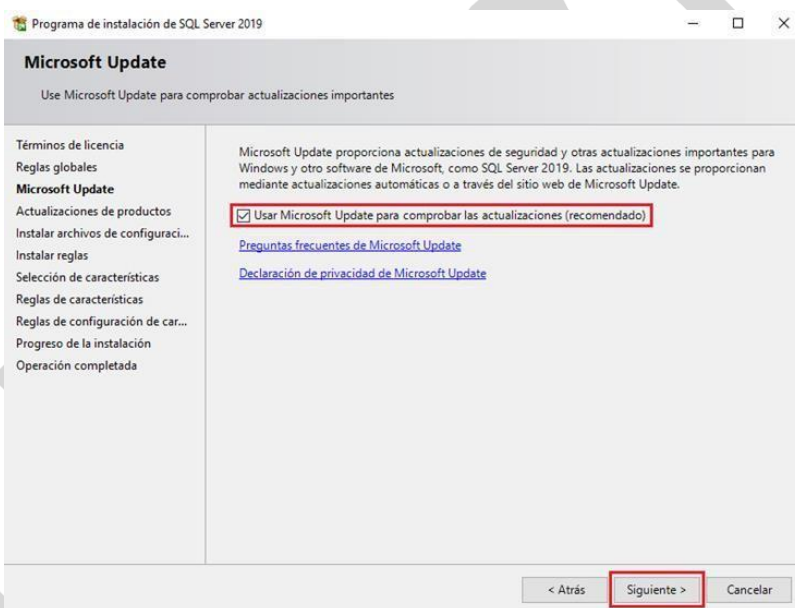 Programa de instalación de SQL Server 2019
Microsoft Update
Use Microsoft Update para comprobar actualizaciones importantes
Términos de licencia
Reglas globales
Microsoft Update
Actualizaciones de productos
Instalar archivos de configuraci...
Instalar reglas
Selección de características
Reglas de características
Reglas de configuración de car...
Progreso de la instalación
Operación completada
Microsoft Update proporciona actualizaciones de seguridad y otras actualizaciones importantes para
Windows y otro software de Microsoft, como SQL Server 2019. Las actualizaciones se proporcionan
mediante actualizaciones automáticas o a través del sitio web de Microsoft Update.
Usar Microsoft Update para comprobar las actualizaciones (recomendado)
Preguntas frecuentes de Microsoft Update
Declaración de privacidad de Microsoft Update
< Atrás
Siguiente >
Cancelar